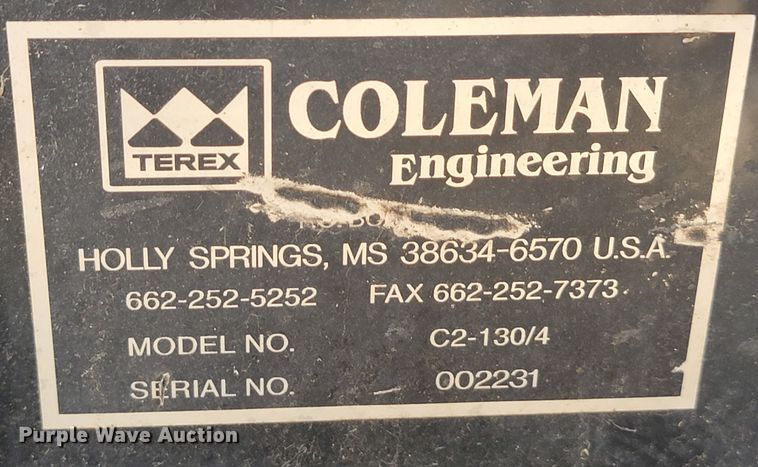 TEREX
COLEMAN
Engineering
HOLLY SPRINGS, MS 38634-6570 U.S.A.
662-252-5252 FAX 662-252-7373
MODEL NO. C2-130/4
SERIAL NO. 002231
Purple Wave Auction